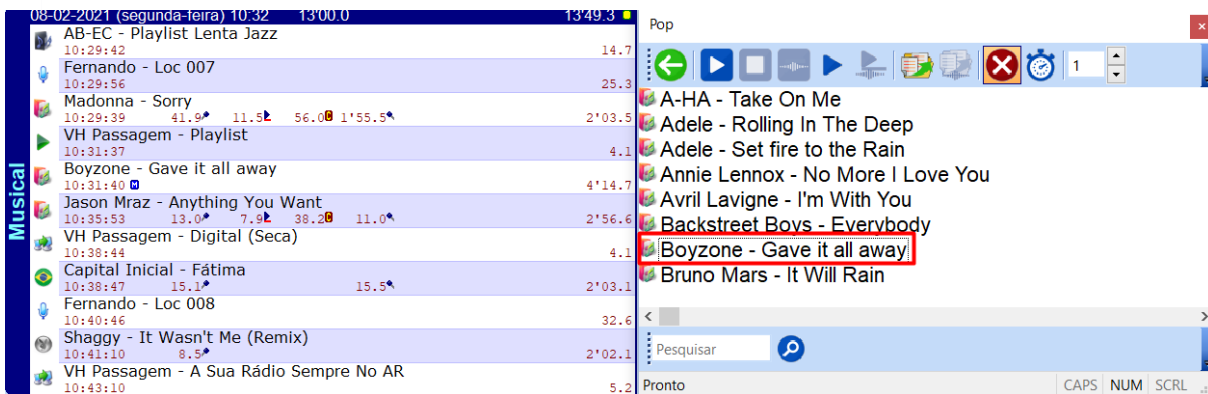 08-02-2021 (segunda-feira) 10:32 13'00.0 13'49.3
Musical
AB-EC - Playlist Lenta Jazz
10:29:42 14.7
Fernando - Loc 007
10:29:56 25.3
Madonna - Sorry
10:29:39 41.9 11.5 56.0 1'55.5 2'03.5
VH Passagem - Playlist
10:31:37 4.1
Boyzone - Gave it all away
10:31:40 M 4'14.7
Jason Mraz - Anything You Want
10:35:53 13.0 7.9 38.2 11.0 2'56.6
VH Passagem - Digital (Seca)
10:38:44 4.1
Capital Inicial - Fátima
10:38:47 15.1 15.5 2'03.1
Fernando - Loc 008
10:40:46 32.6
Shaggy - It Wasn't Me (Remix)
10:41:10 8.5 2'02.1
VH Passagem - A Sua Rádio Sempre No AR
10:43:10 5.2
Pop
1
A-HA - Take On Me
Adele - Rolling In The Deep
Adele - Set fire to the Rain
Annie Lennox - No More I Love You
Avril Lavigne - I'm With You
Backstreet Boys - Everybody
Boyzone - Gave it all away
Bruno Mars - It Will Rain
Pesquisar
Pronto CAPS NUM SCRL